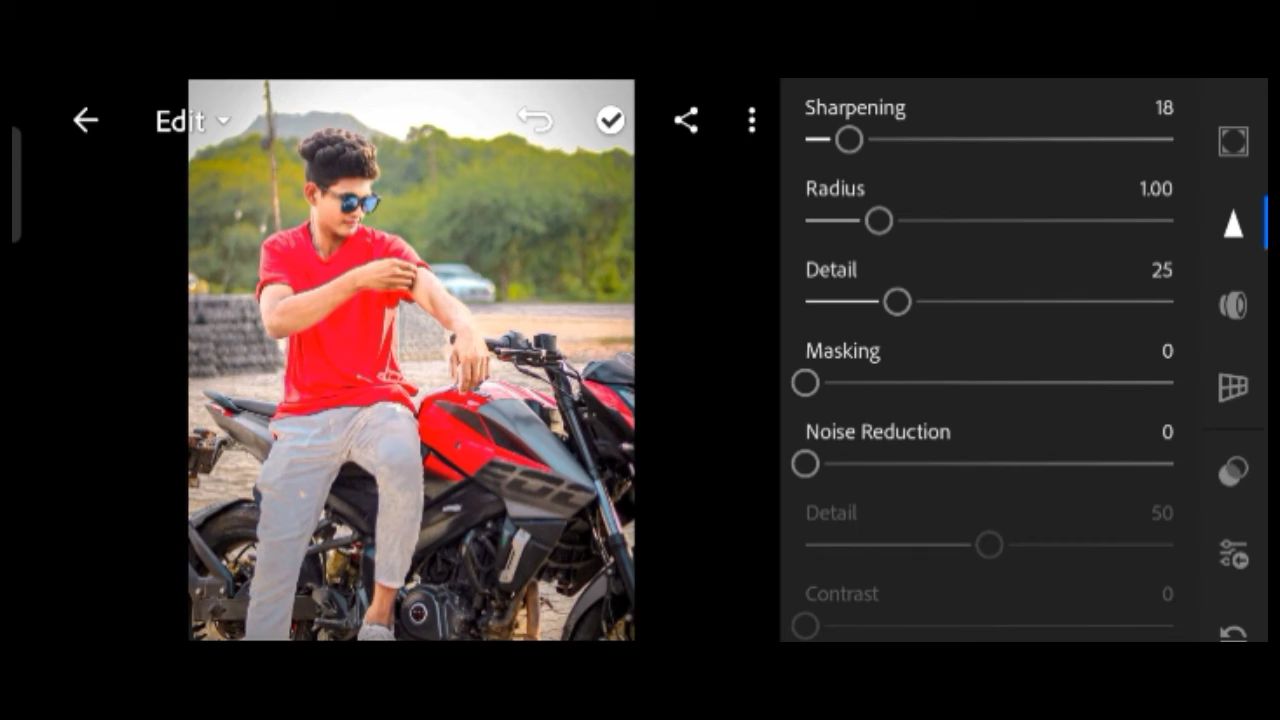 Edit
Sharpening 18
Radius 1.00
Detail 25
Masking 0
Noise Reduction 0
Detail 50
Contrast 0